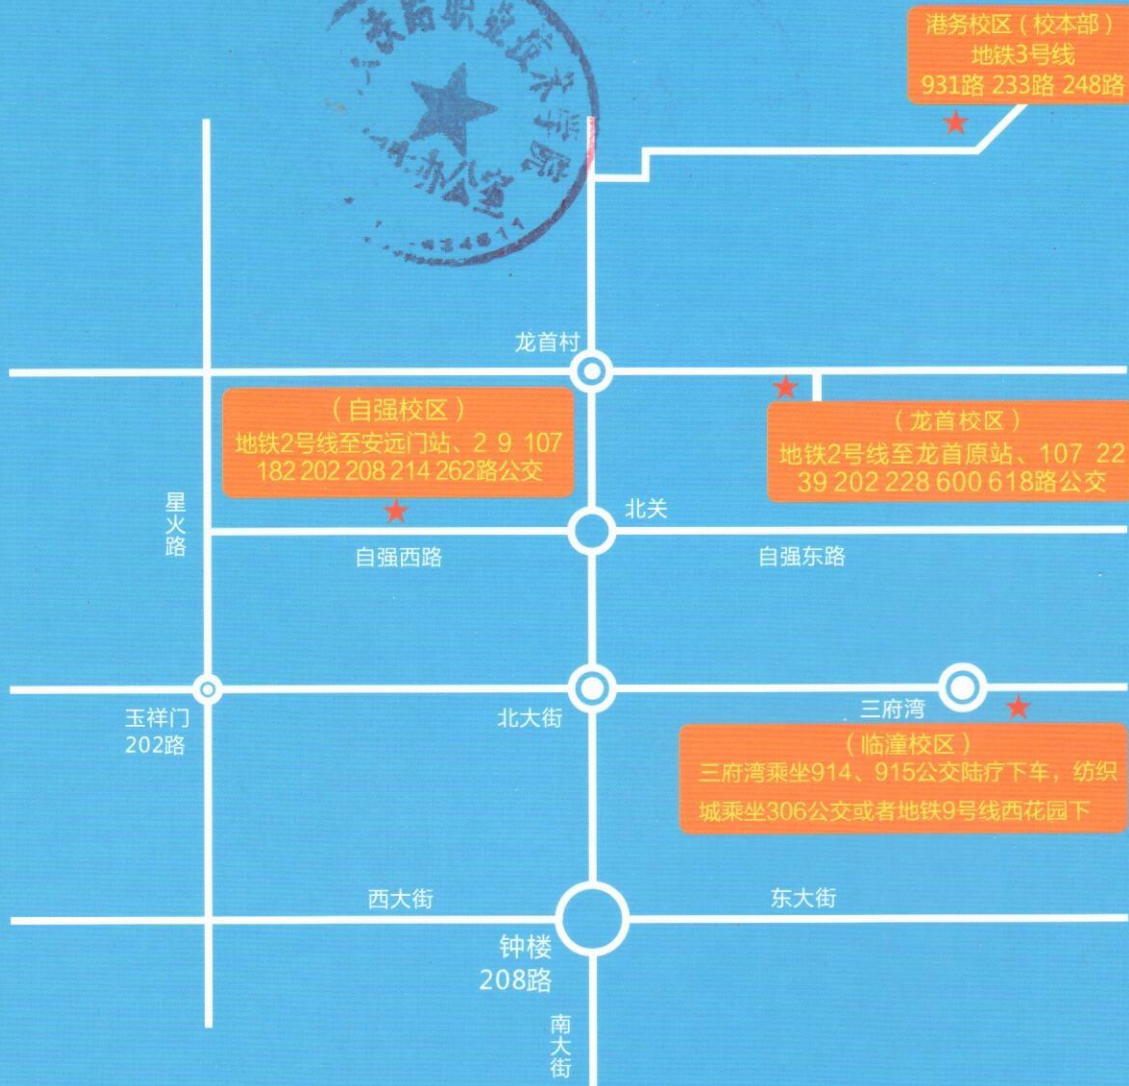 职业技术学院
港务校区（校本部）
地铁3号线
931路 233路 248路
龙首村
（自强校区）
地铁2号线至安远门站、2 9 107
182 202 208 214 262路公交
（龙首校区）
地铁2号线至龙首原站、107 22
39 202 228 600 618路公交
星火路
北关
自强西路
自强东路
玉祥门
202路
北大街
三府湾
（临潼校区）
三府湾乘坐914、915公交陆疗下车，纺织
城乘坐306公交或者地铁9号线西花园下
西大街
东大街
钟楼
208路
南大街